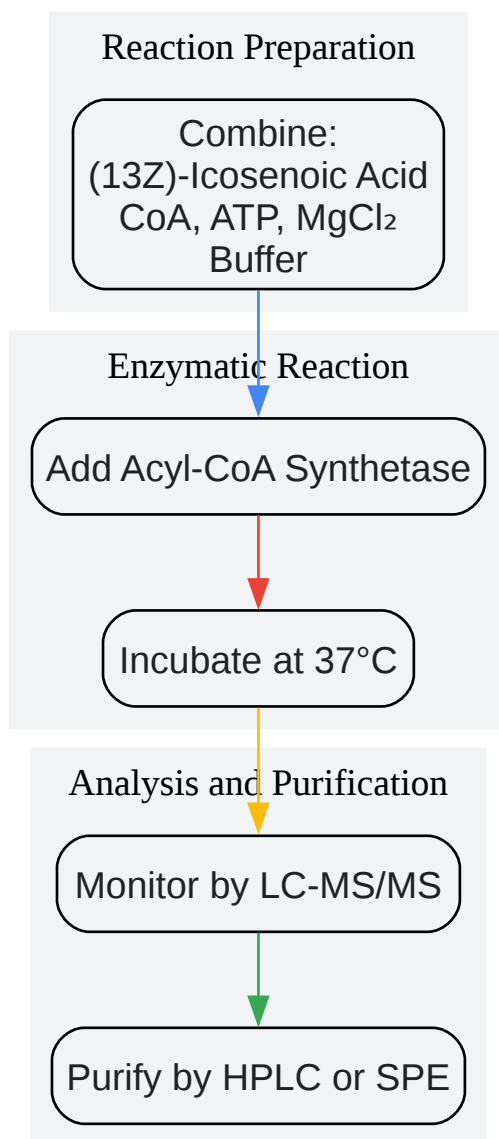 Reaction Preparation
Combine:
(13Z)-Icosenoic Acid
CoA, ATP, MgCl₂
Buffer
Enzymatic Reaction
Add Acyl-CoA Synthetase
Incubate at 37°C
Analysis and Purification
Monitor by LC-MS/MS
Purify by HPLC or SPE